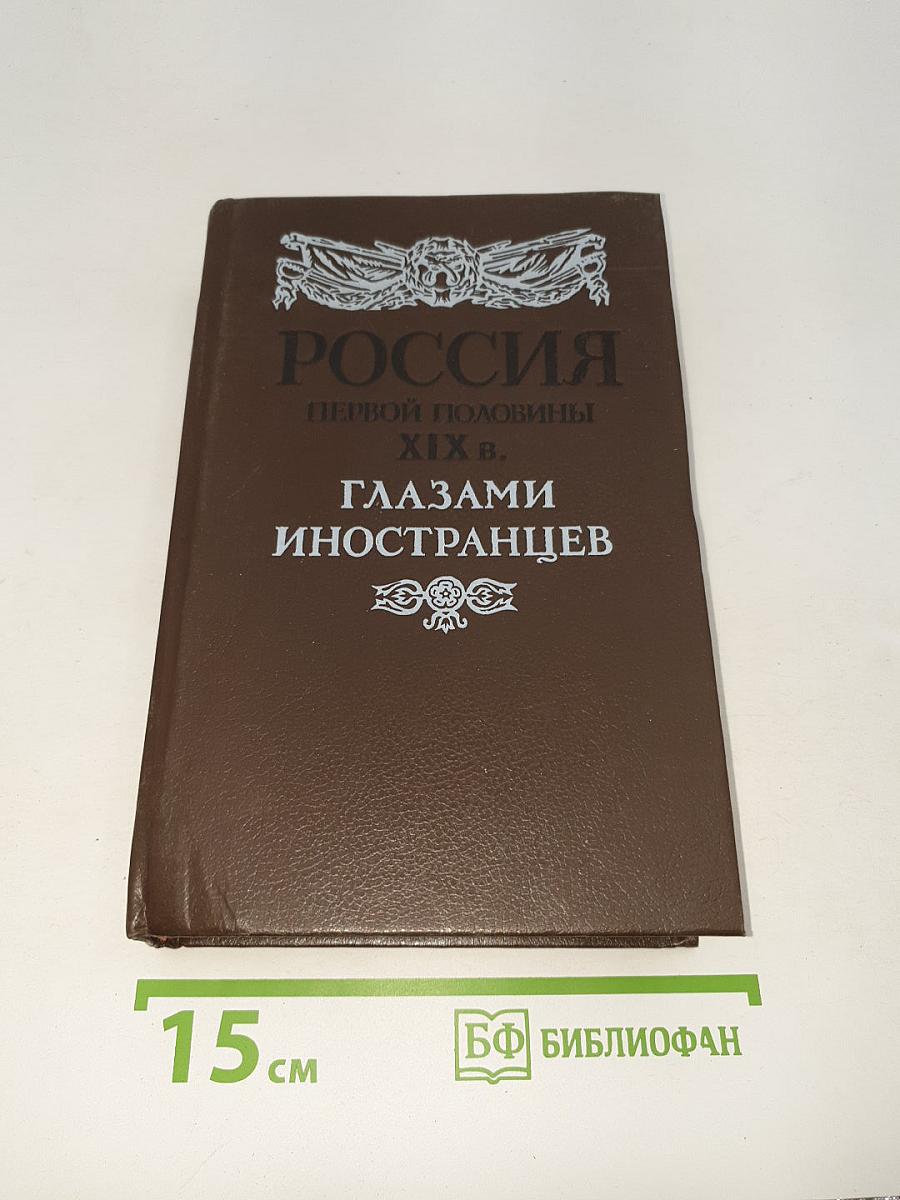 РОССИЯ
ПЕРВОЙ ПОЛОВИНЫ
XIX в.
ГЛАЗАМИ
ИНОСТРАНЦЕВ
15 см
БФ БИБЛИОФАН